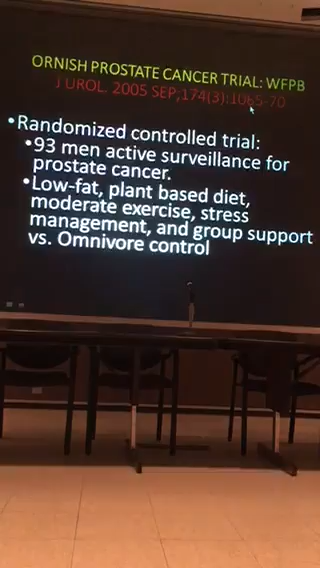 ORNISH PROSTATE CANCER TRIAL: WFPB
J UROL. 2005 SEP;174(3):1065-70
•Randomized controlled trial:
•93 men active surveillance for
prostate cancer.
•Low-fat, plant based diet,
moderate exercise, stress
management, and group support
vs. Omnivore control